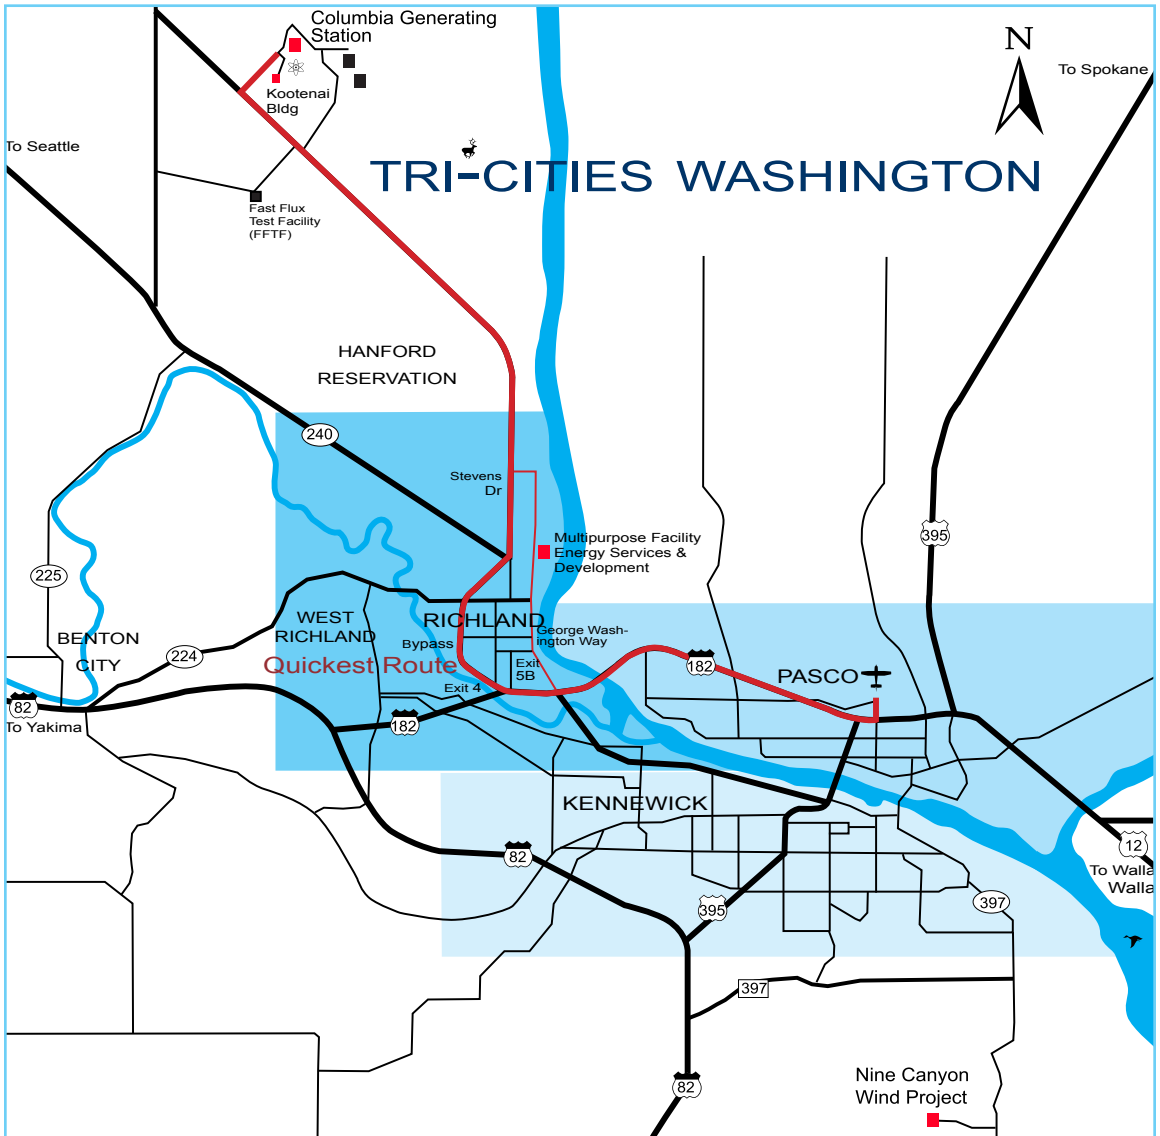 Columbia Generating
Station
N
To Spokane
Kootenai
Bldg
To Seattle
TRI-CITIES WASHINGTON
Fast Flux
Test Facility
(FFTF)
HANFORD
RESERVATION
240
Stevens
Dr
395
Multipurpose Facility
Energy Services &
Development
225
WEST
RICHLAND
RICHLAND
George Wash-
ington Way
BENTON
CITY
Bypass
224
Quickest Route
Exit
5B
182
PASCO
Exit 4
82
To Yakima
182
KENNEWICK
12
82
To Walla
Walla
395
397
397
82
Nine Canyon
Wind Project